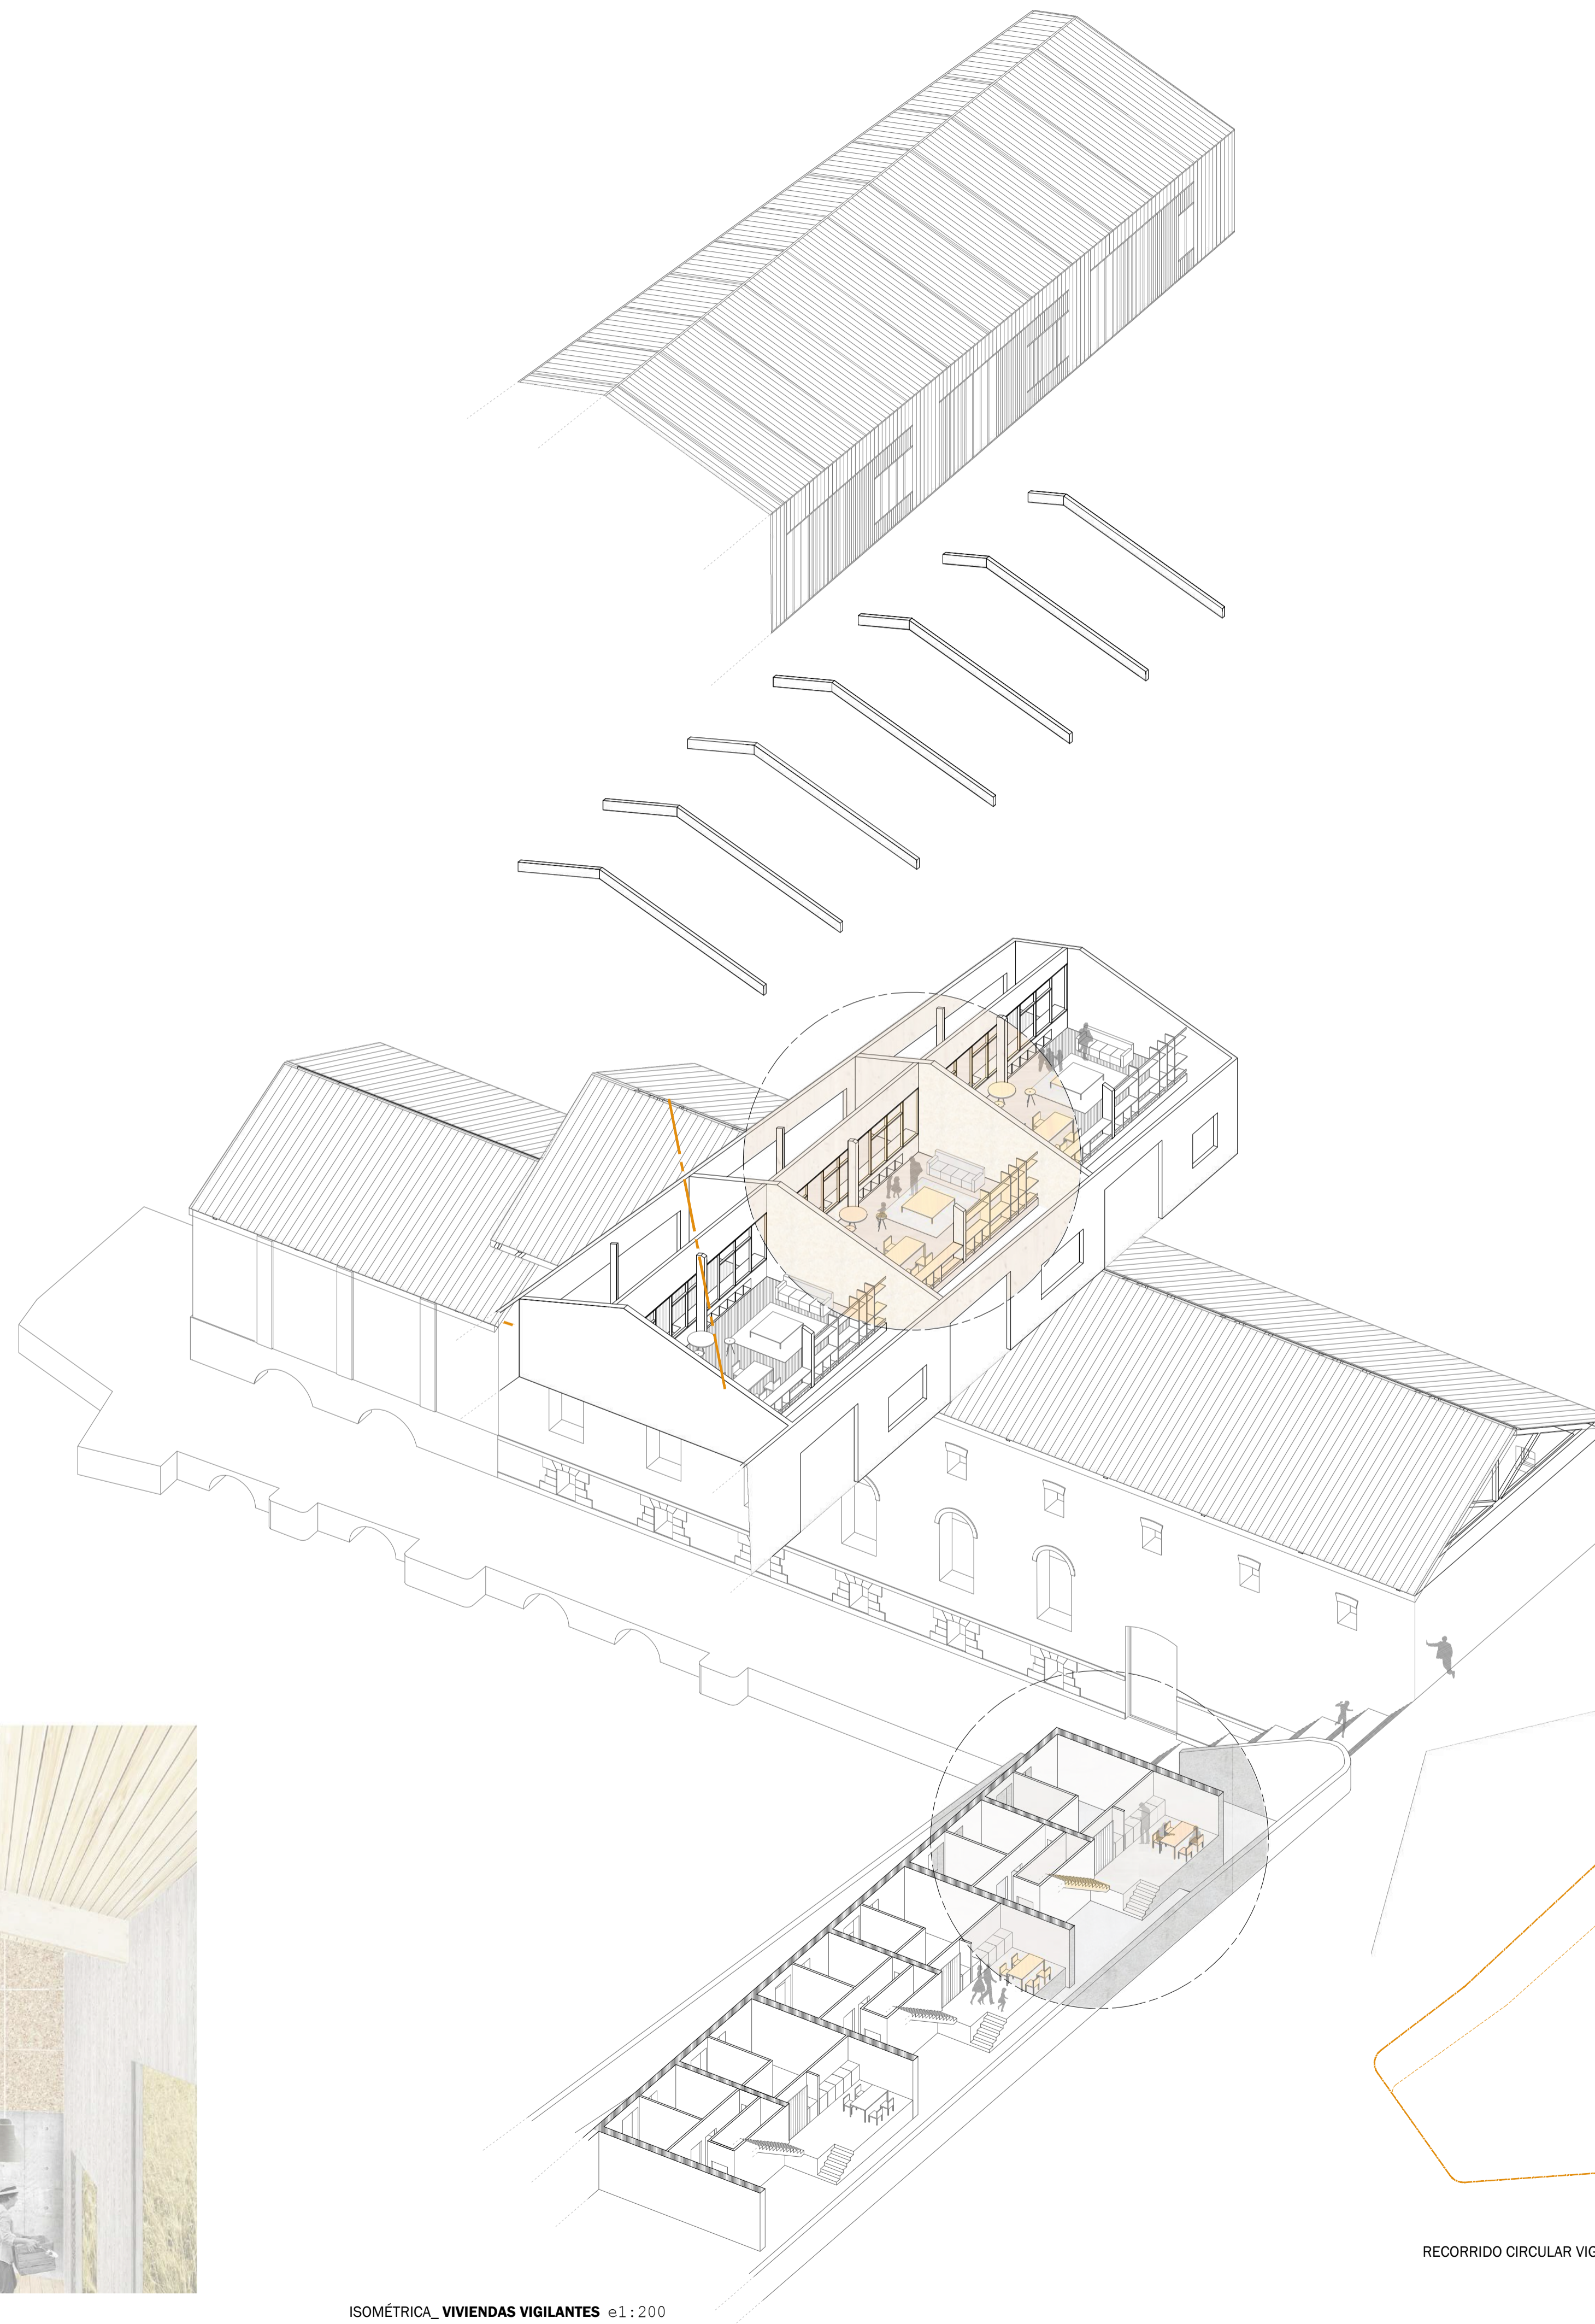 RECORRIDO CIRCULAR VIG
ISOMÉTRICA_ VIVIENDAS VIGILANTES e1:200